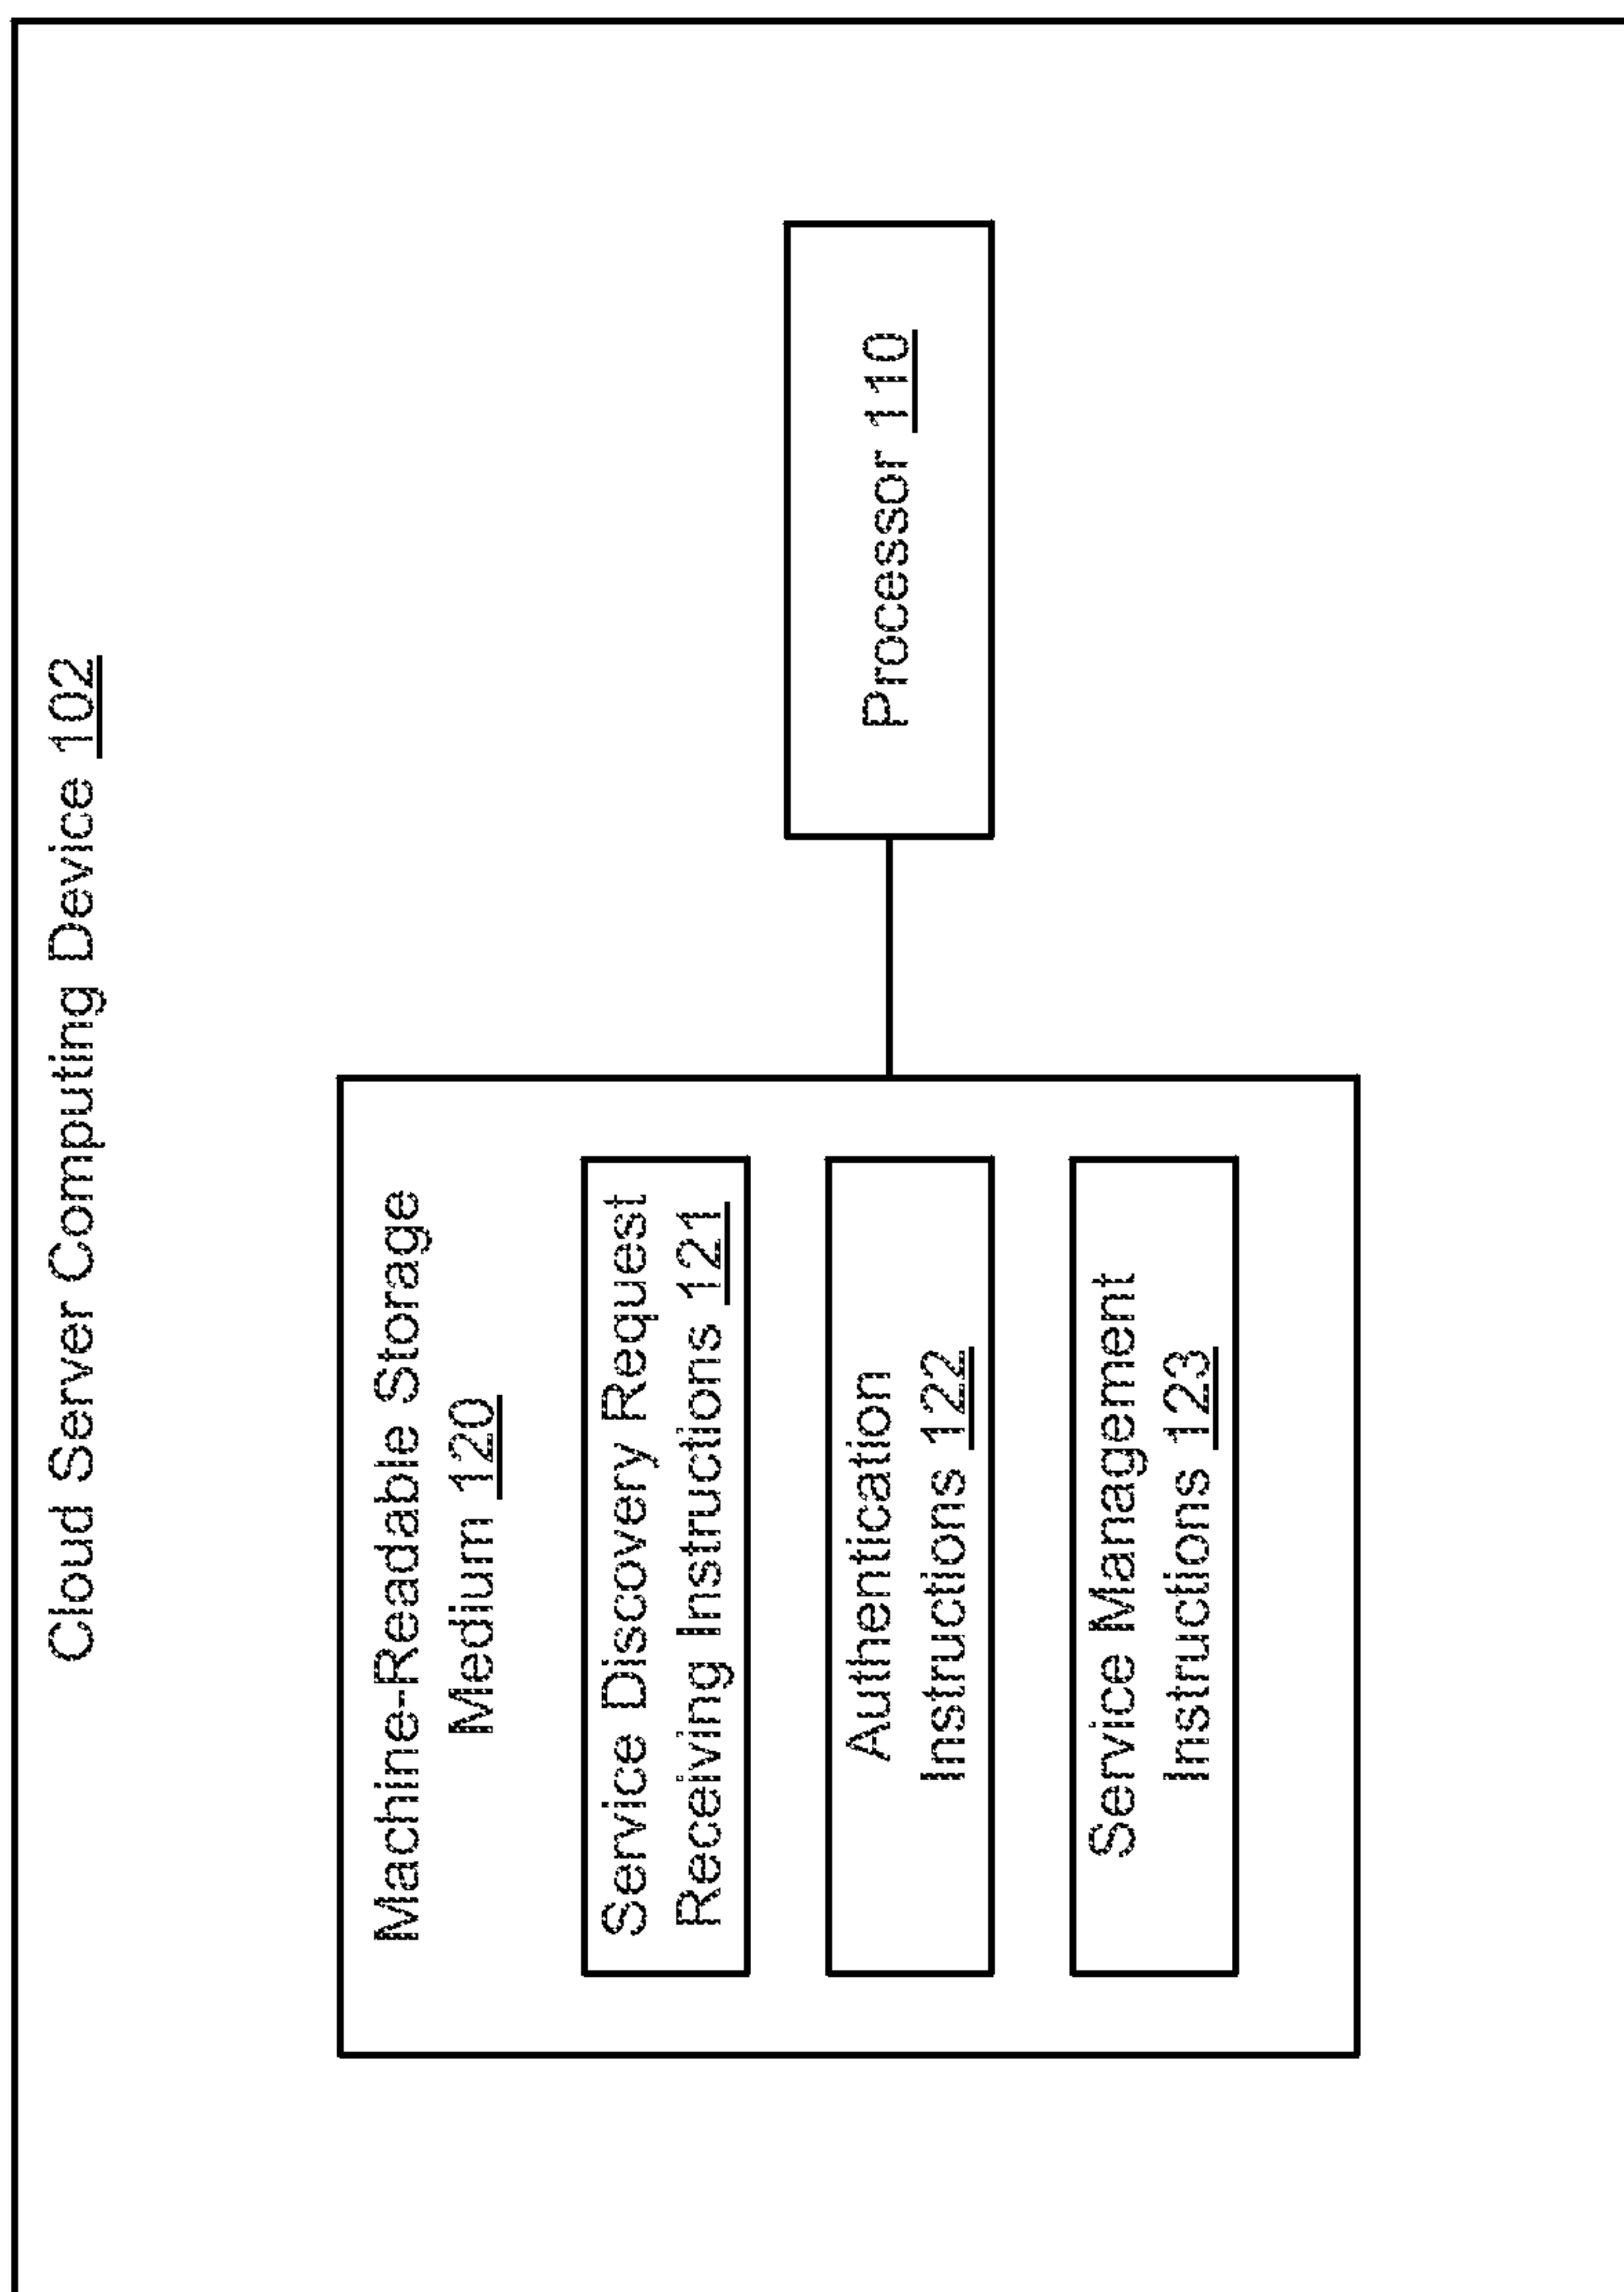 Cloud Server Computing Device 102
Machine-Readable Storage
Medium 120
Service Discovery Request
Receiving Instructions 121
Authentication
Instructions 122
Service Management
Instructions 123
Processor 110